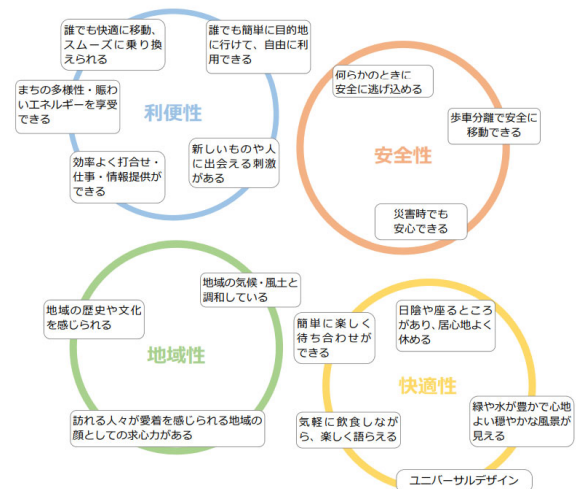 誰でも快適に移動、
スムーズに乗り換
えられる
誰でも簡単に目的地
に行けて、自由に
利用できる
まちの多様性・賑わ
いエネルギーを享受
できる
利便性
効率よく打合せ・
仕事・情報提供が
できる
新しいものや人
に出会える刺激
がある
何らかのときに
安全に逃げ込める
歩車分離で安全に
移動できる
安全性
災害時でも
安心できる
地域の気候・風土と
調和している
地域の歴史や文化
を感じられる
地域性
訪れる人々が愛着を感じられる地域の
顔としての求心力がある
日陰や座るところ
があり、居心地よく
休める
簡単に楽しく
待ち合わせが
できる
快適性
気軽に飲食しなが
ら、楽しく語らえる
緑や水が豊かで心地
よい穏やかな風景が
見える
ユニバーサルデザイン